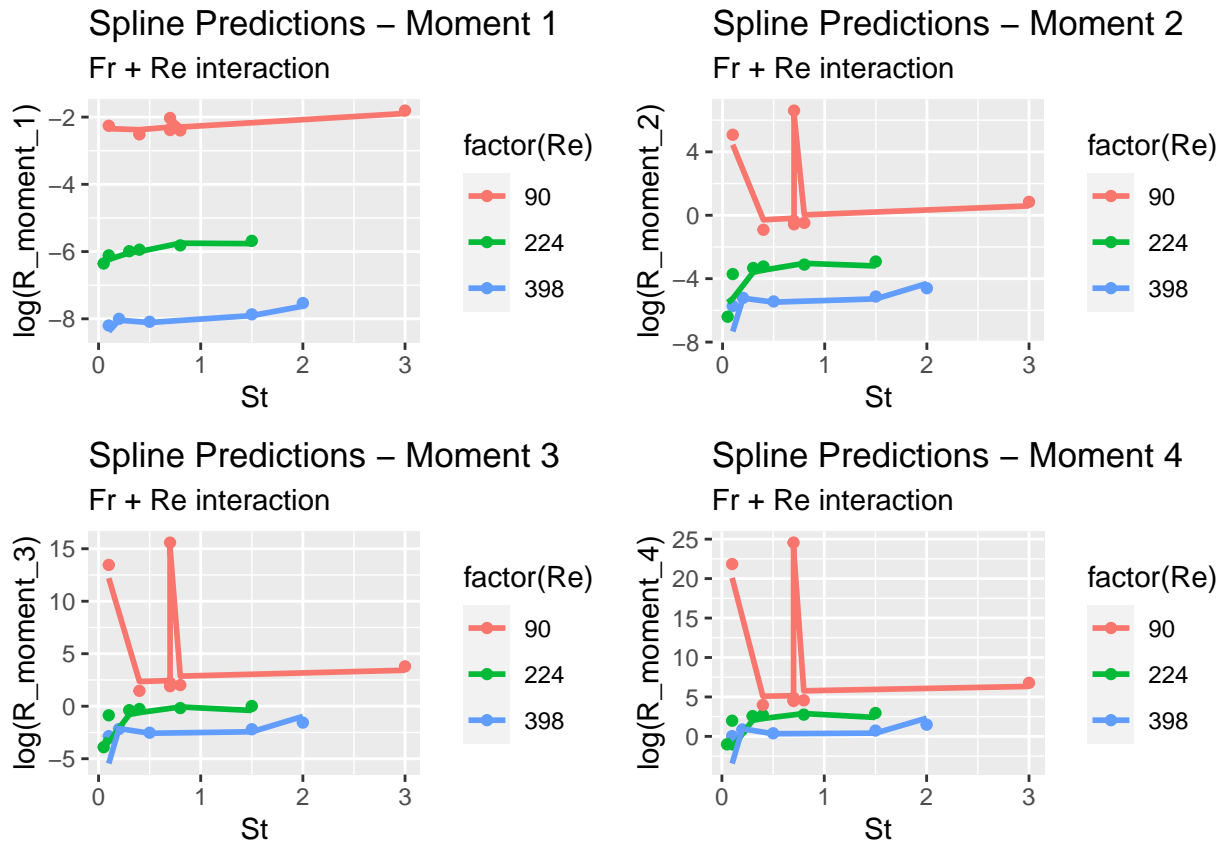 Spline Predictions – Moment 1
Fr + Re interaction
log(R_moment_1)
−2
−4
−6
−8
0
1
2
3
St
factor(Re)
90
224
398
Spline Predictions – Moment 2
Fr + Re interaction
log(R_moment_2)
4
0
−4
−8
0
1
2
3
St
factor(Re)
90
224
398
Spline Predictions – Moment 3
Fr + Re interaction
log(R_moment_3)
15
10
5
0
−5
0
1
2
3
St
factor(Re)
90
224
398
Spline Predictions – Moment 4
Fr + Re interaction
log(R_moment_4)
25
20
15
10
5
0
0
1
2
3
St
factor(Re)
90
224
398